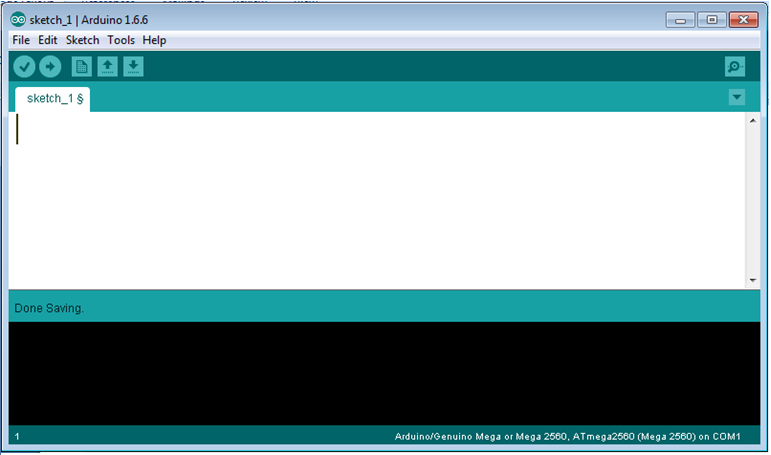 sketch_1 | Arduino 1.6.6
File Edit Sketch Tools Help
sketch_1 §
Done Saving.
1 Arduino/Genuino Mega or Mega 2560, ATmega2560 (Mega 2560) on COM1